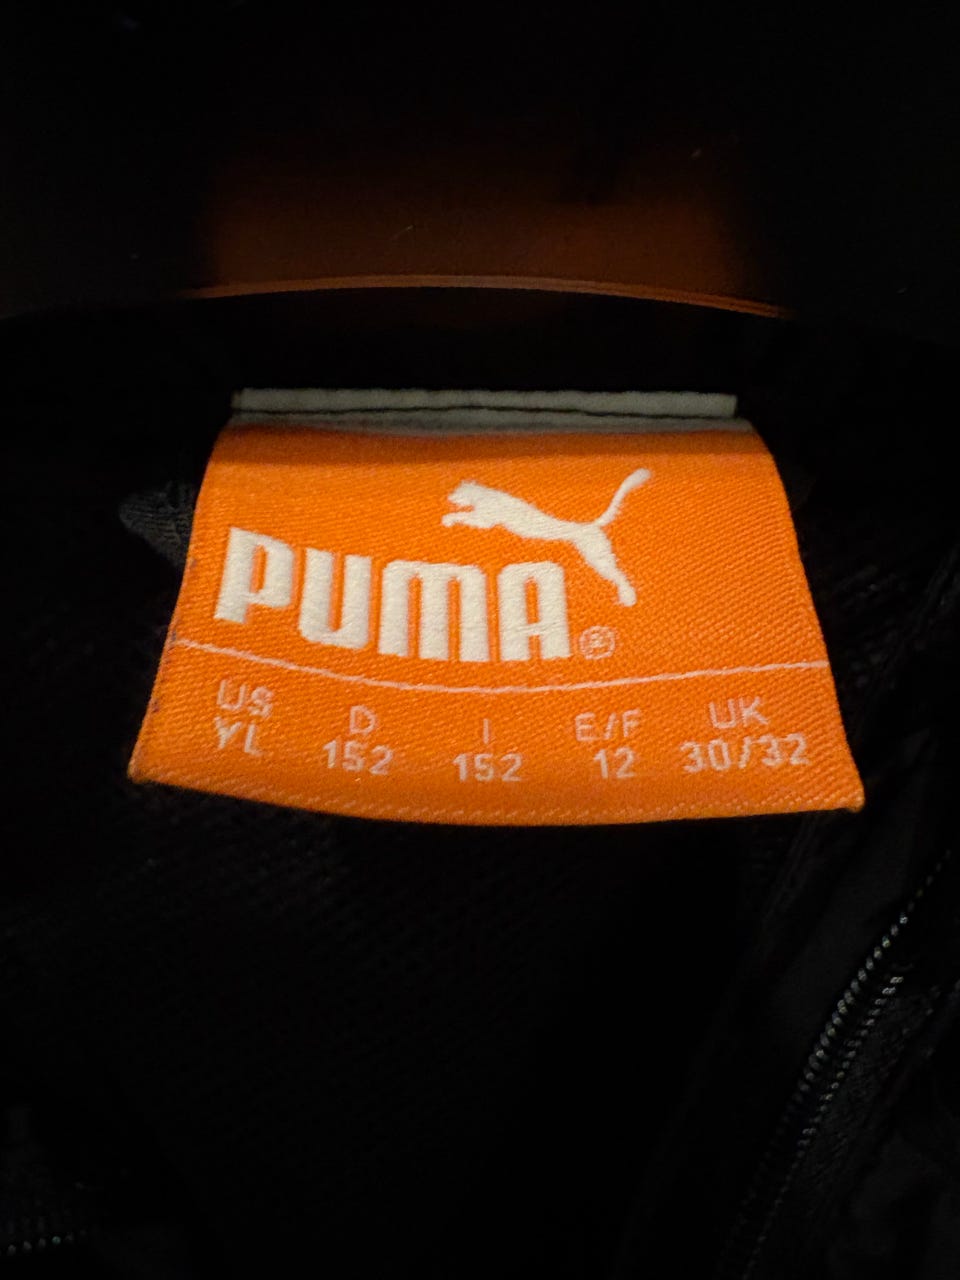 PUMA®
US D I E/F UK
YL 152 152 12 30/32